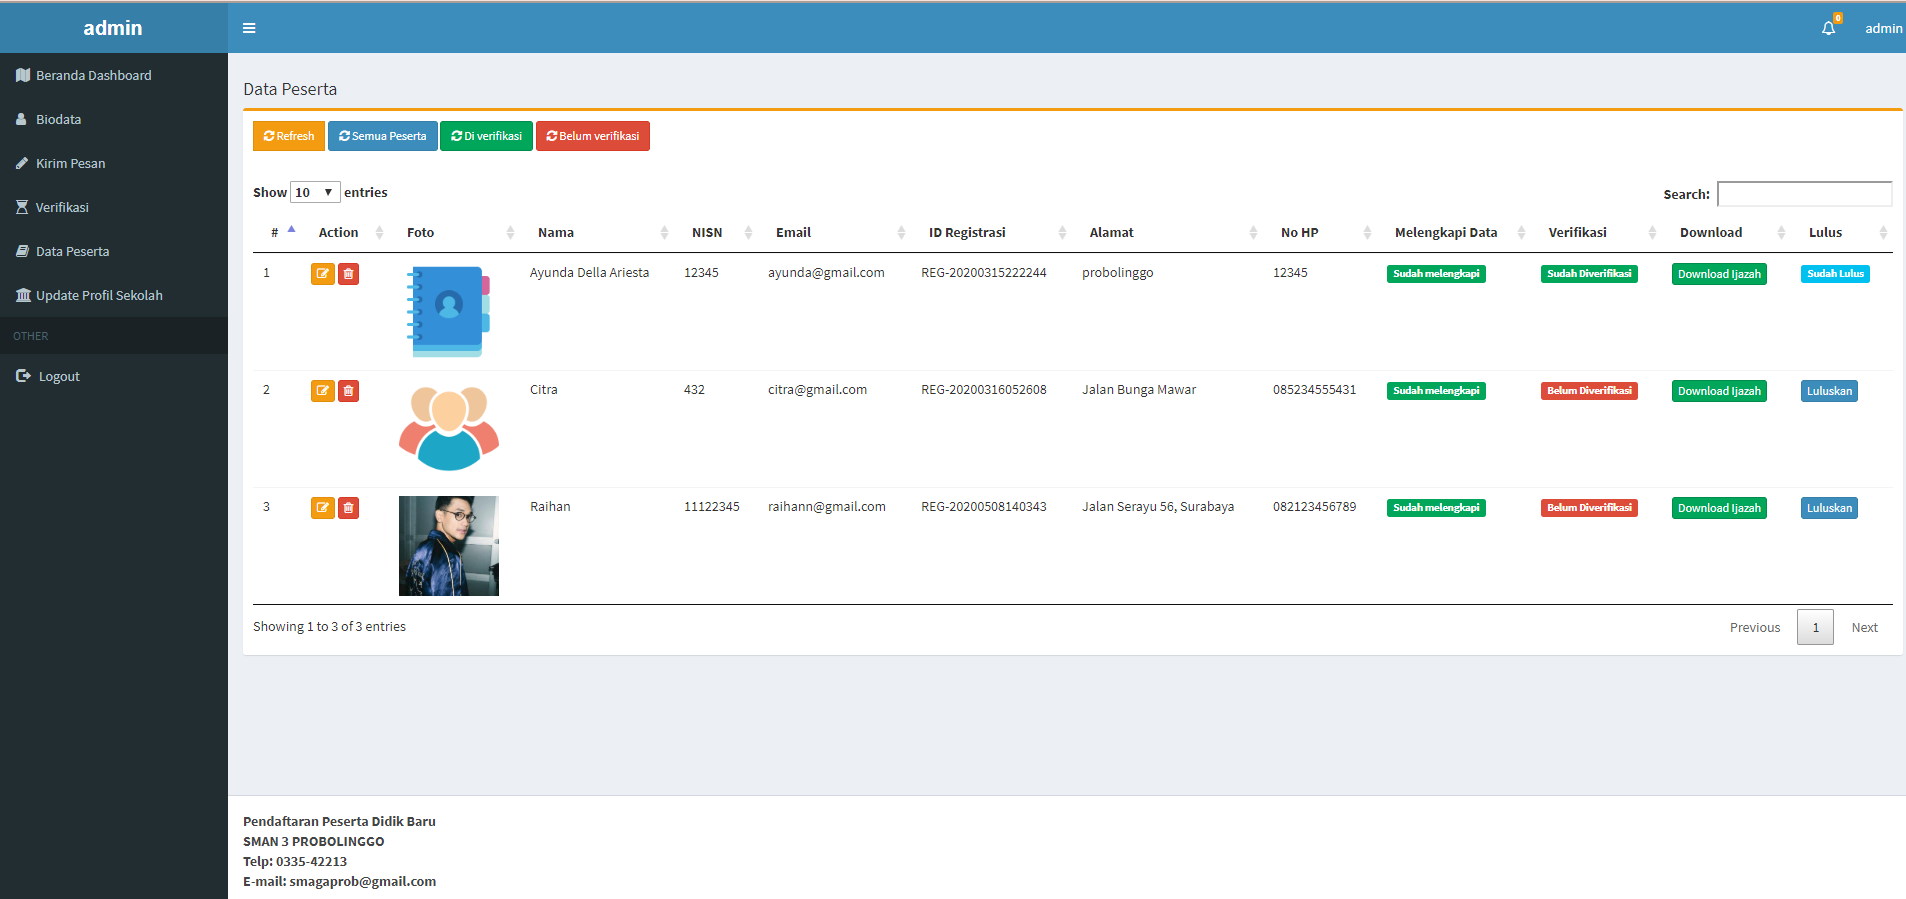 admin
0
admin
Beranda Dashboard
Biodata
Kirim Pesan
Verifikasi
Data Peserta
Update Profil Sekolah
OTHER
Logout
Data Peserta
Refresh Semua Peserta Di verifikasi Belum verifikasi
Show 10 entries
Search:
# Action Foto Nama NISN Email ID Registrasi Alamat No HP Melengkapi Data Verifikasi Download Lulus
1 Ayunda Della Ariesta 12345 ayunda@gmail.com REG-20200315222244 probolinggo 12345 Sudah melengkapi Sudah Diverifikasi Download Ijazah Sudah Lulus
2 Citra 432 citra@gmail.com REG-20200316052608 Jalan Bunga Mawar 085234555431 Sudah melengkapi Belum Diverifikasi Download Ijazah Luluskan
3 Raihan 11122345 raihann@gmail.com REG-20200508140343 Jalan Serayu 56, Surabaya 082123456789 Sudah melengkapi Belum Diverifikasi Download Ijazah Luluskan
Showing 1 to 3 of 3 entries
Previous 1 Next
Pendaftaran Peserta Didik Baru
SMAN 3 PROBOLINGGO
Telp: 0335-42213
E-mail: smagaprob@gmail.com